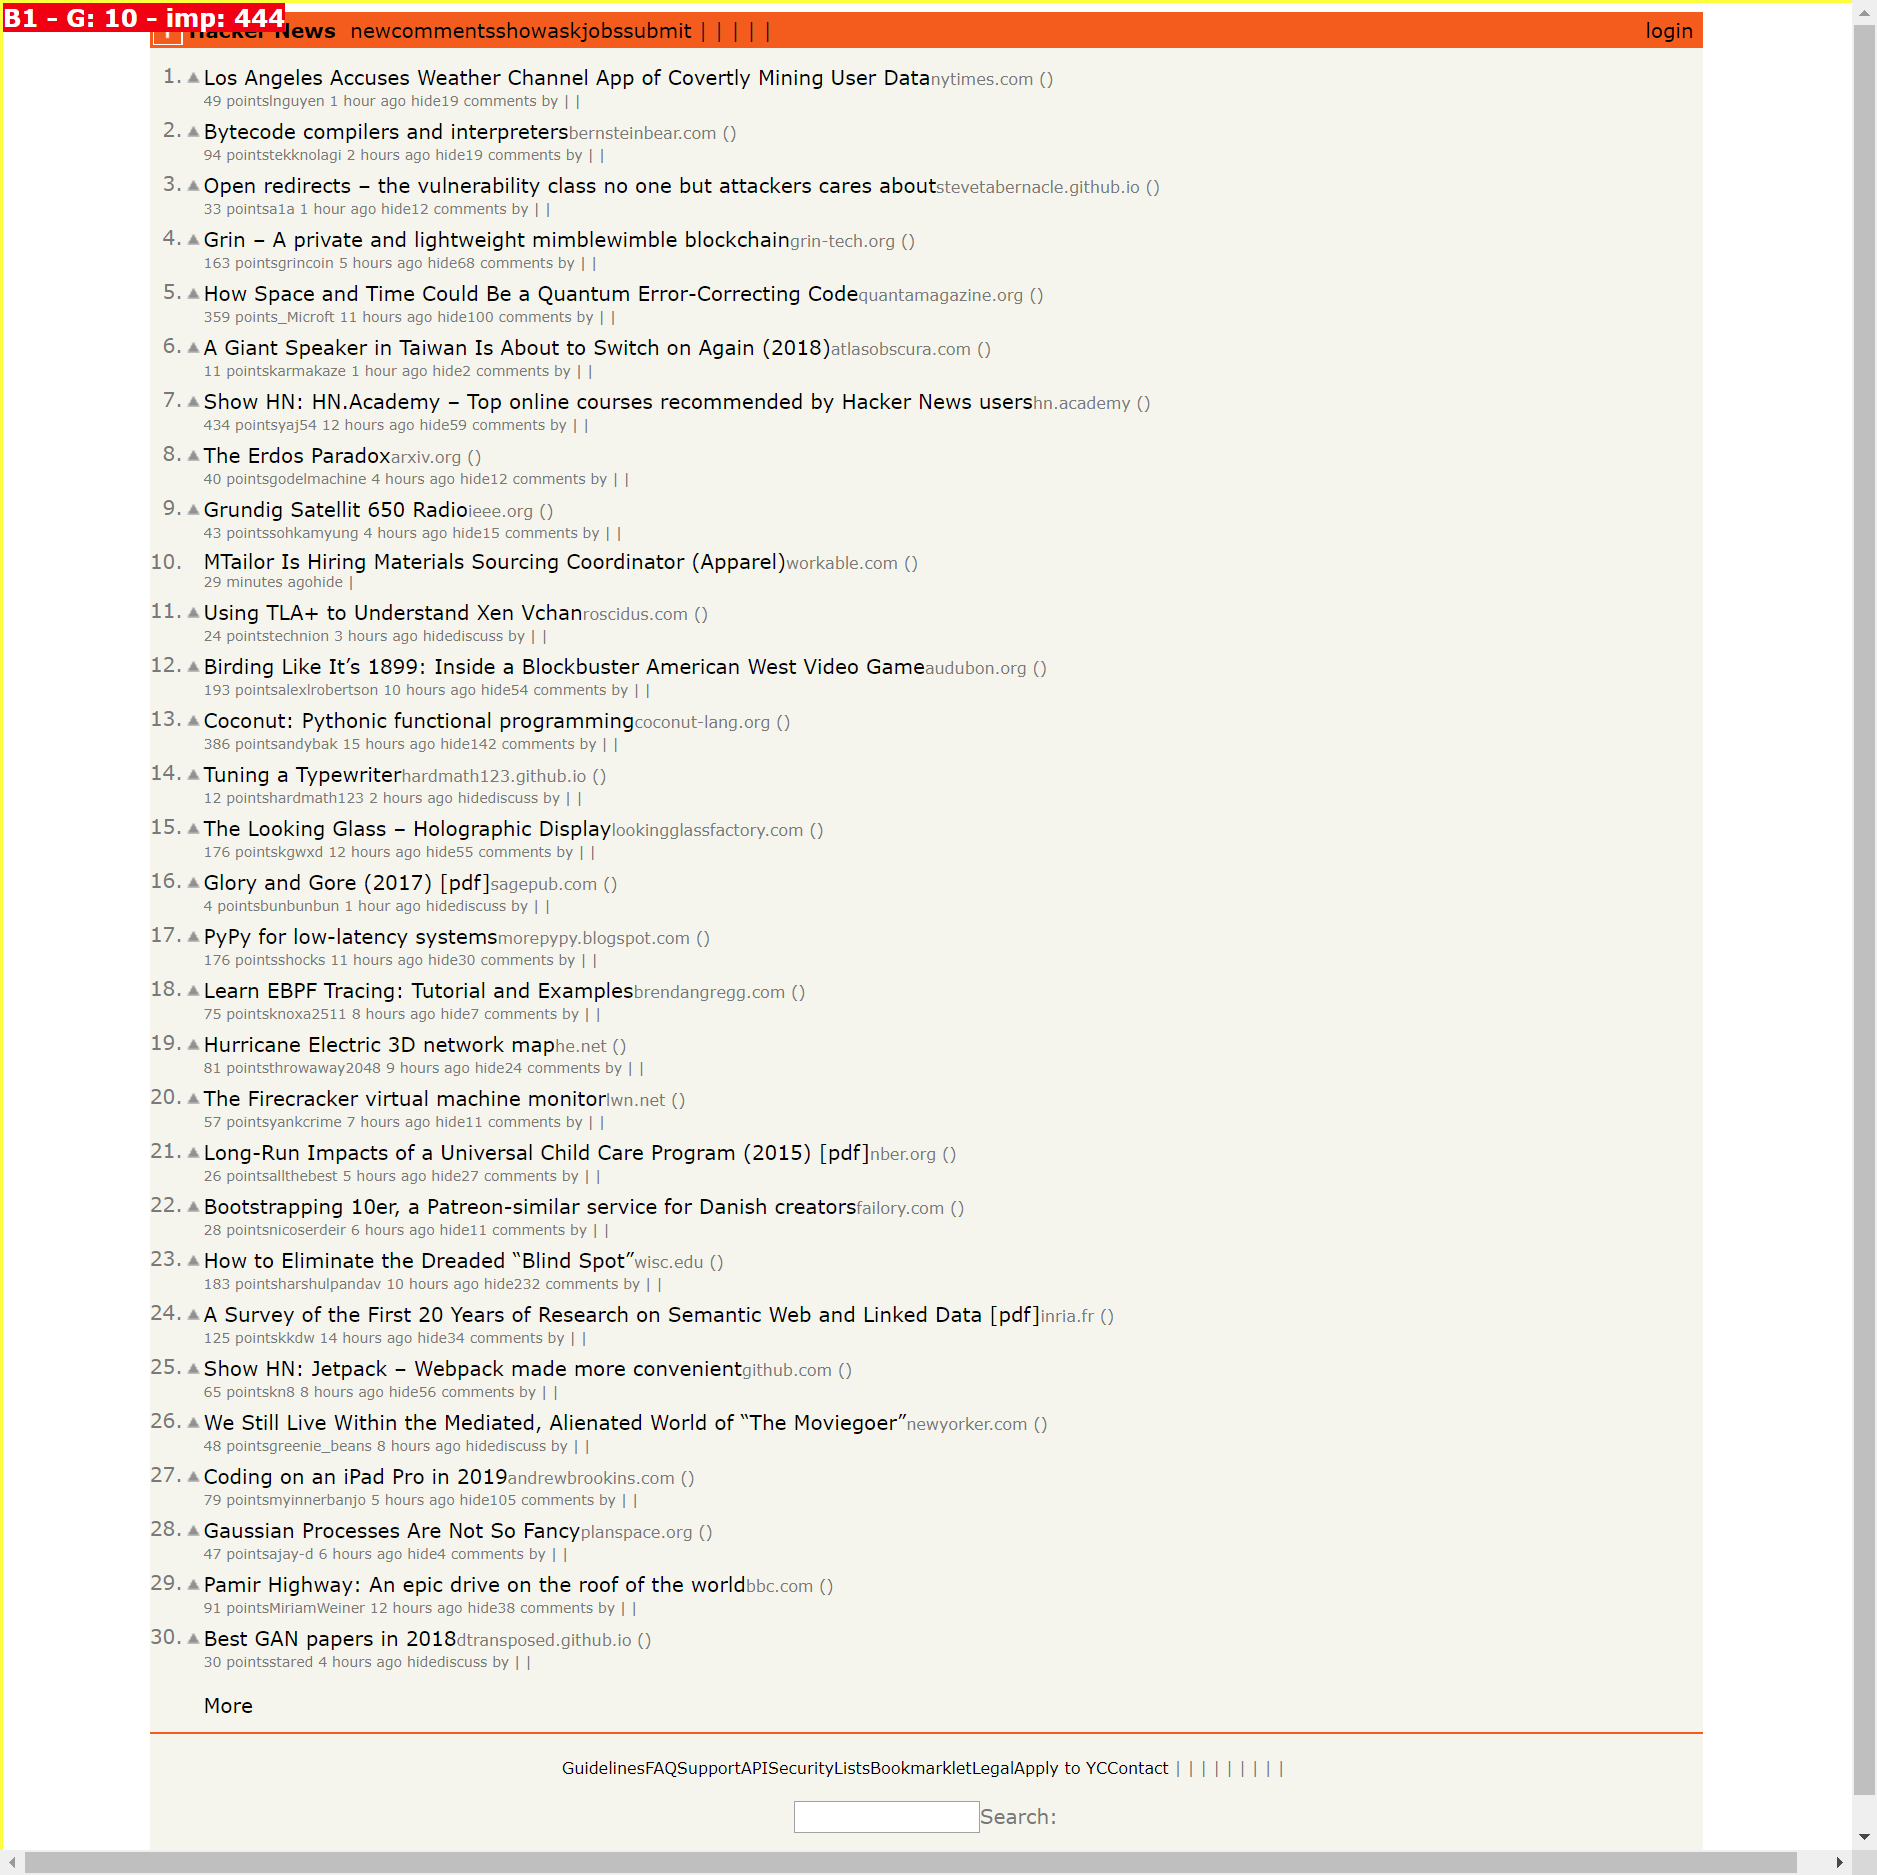 B1 - G: 10 - imp: 444
Hacker News newcommentsshowaskjobssubmit | | | | | login
1. Los Angeles Accuses Weather Channel App of Covertly Mining User Datanytimes.com ()
49 pointslnguyen 1 hour ago hide19 comments by | |
2. Bytecode compilers and interpretersbernsteinbear.com ()
94 pointstekknolagi 2 hours ago hide19 comments by | |
3. Open redirects – the vulnerability class no one but attackers cares aboutstevetabernacle.github.io ()
33 pointsa1a 1 hour ago hide12 comments by | |
4. Grin – A private and lightweight mimblewimble blockchaingrin-tech.org ()
163 pointsgrincoin 5 hours ago hide68 comments by | |
5. How Space and Time Could Be a Quantum Error-Correcting Codequantamagazine.org ()
359 points_Microft 11 hours ago hide100 comments by | |
6. A Giant Speaker in Taiwan Is About to Switch on Again (2018)atlasobscura.com ()
11 pointskarmakaze 1 hour ago hide2 comments by | |
7. Show HN: HN.Academy – Top online courses recommended by Hacker News usershn.academy ()
434 pointsyaj54 12 hours ago hide59 comments by | |
8. The Erdos Paradoxarxiv.org ()
40 pointsgodelmachine 4 hours ago hide12 comments by | |
9. Grundig Satellit 650 Radioieee.org ()
43 pointssohkamyung 4 hours ago hide15 comments by | |
10. MTailor Is Hiring Materials Sourcing Coordinator (Apparel)workable.com ()
29 minutes agohide |
11. Using TLA+ to Understand Xen Vchanroscidus.com ()
24 pointstechnion 3 hours ago hidediscuss by | |
12. Birding Like It’s 1899: Inside a Blockbuster American West Video Gameaudubon.org ()
193 pointsalexlrobertson 10 hours ago hide54 comments by | |
13. Coconut: Pythonic functional programmingcoconut-lang.org ()
386 pointsandybak 15 hours ago hide142 comments by | |
14. Tuning a Typewriterhardmath123.github.io ()
12 pointshardmath123 2 hours ago hidediscuss by | |
15. The Looking Glass – Holographic Displaylookingglassfactory.com ()
176 pointskgwxd 12 hours ago hide55 comments by | |
16. Glory and Gore (2017) [pdf]sagepub.com ()
4 pointsbunbunbun 1 hour ago hidediscuss by | |
17. PyPy for low-latency systemsmorepypy.blogspot.com ()
176 pointsshocks 11 hours ago hide30 comments by | |
18. Learn EBPF Tracing: Tutorial and Examplesbrendangregg.com ()
75 pointsknoxa2511 8 hours ago hide7 comments by | |
19. Hurricane Electric 3D network maphe.net ()
81 pointsthrowaway2048 9 hours ago hide24 comments by | |
20. The Firecracker virtual machine monitorlwn.net ()
57 pointsyankcrime 7 hours ago hide11 comments by | |
21. Long-Run Impacts of a Universal Child Care Program (2015) [pdf]nber.org ()
26 pointsallthebest 5 hours ago hide27 comments by | |
22. Bootstrapping 10er, a Patreon-similar service for Danish creatorsfailory.com ()
28 pointsnicoserdeir 6 hours ago hide11 comments by | |
23. How to Eliminate the Dreaded “Blind Spot”wisc.edu ()
183 pointsharshulpandav 10 hours ago hide232 comments by | |
24. A Survey of the First 20 Years of Research on Semantic Web and Linked Data [pdf]inria.fr ()
125 pointskkdw 14 hours ago hide34 comments by | |
25. Show HN: Jetpack – Webpack made more convenientgithub.com ()
65 pointskn8 8 hours ago hide56 comments by | |
26. We Still Live Within the Mediated, Alienated World of “The Moviegoer”newyorker.com ()
48 pointsgreenie_beans 8 hours ago hidediscuss by | |
27. Coding on an iPad Pro in 2019andrewbrookins.com ()
79 pointsmyinnerbanjo 5 hours ago hide105 comments by | |
28. Gaussian Processes Are Not So Fancyplanspace.org ()
47 pointsajay-d 6 hours ago hide4 comments by | |
29. Pamir Highway: An epic drive on the roof of the worldbbc.com ()
91 pointsMiriamWeiner 12 hours ago hide38 comments by | |
30. Best GAN papers in 2018dtransposed.github.io ()
30 pointsstared 4 hours ago hidediscuss by | |
More
GuidelinesFAQSupportAPISecurityListsBookmarkletLegalApply to YCContact | | | | | | | | |
Search: